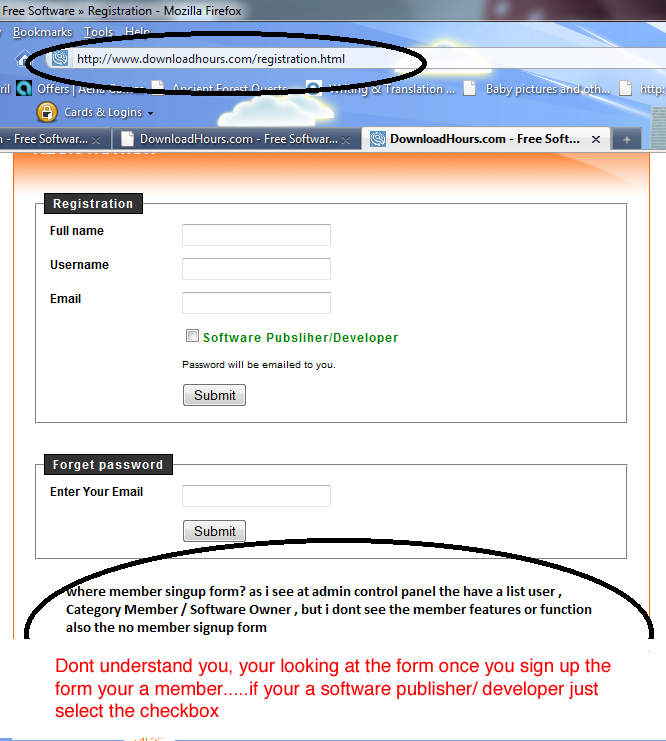 Free Software » Registration - Mozilla Firefox
Bookmarks Tools Help
http://www.downloadhours.com/registration.html
Offers | Aeria Ancient Forest Quests Writing & Translation ... Baby pictures and oth... http:
Cards & Logins
- Free Softwar... DownloadHours.com - Free Softwar... DownloadHours.com - Free Soft...
Registration
Full name
Username
Email
Software Pubsliher/Developer
Password will be emailed to you.
Submit
Forget password
Enter Your Email
Submit
where member singup form? as i see at admin control panel the have a list user ,
Category Member / Software Owner , but i dont see the member features or function
also the no member signup form
Dont understand you, your looking at the form once you sign up the
form your a member.....if your a software publisher/ developer just
select the checkbox